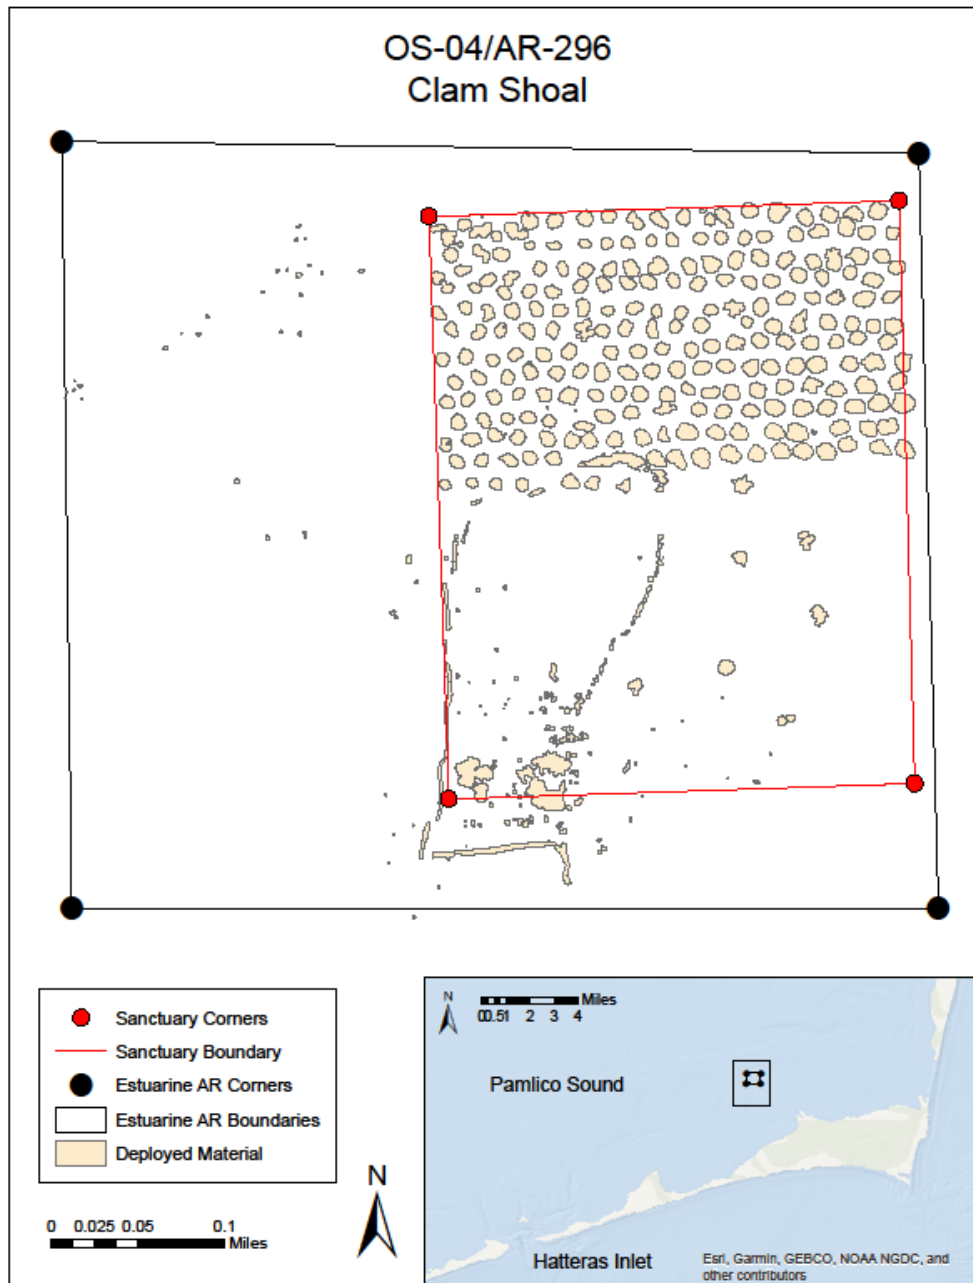 OS-04/AR-296
Clam Shoal
Sanctuary Corners
Sanctuary Boundary
Estuarine AR Corners
Estuarine AR Boundaries
Deployed Material
N
0 0.025 0.05 0.1
Miles
N
Miles
00.51 2 3 4
Pamlico Sound
Hatteras Inlet
Esri, Garmin, GEBCO, NOAA NGDC, and
other contributors